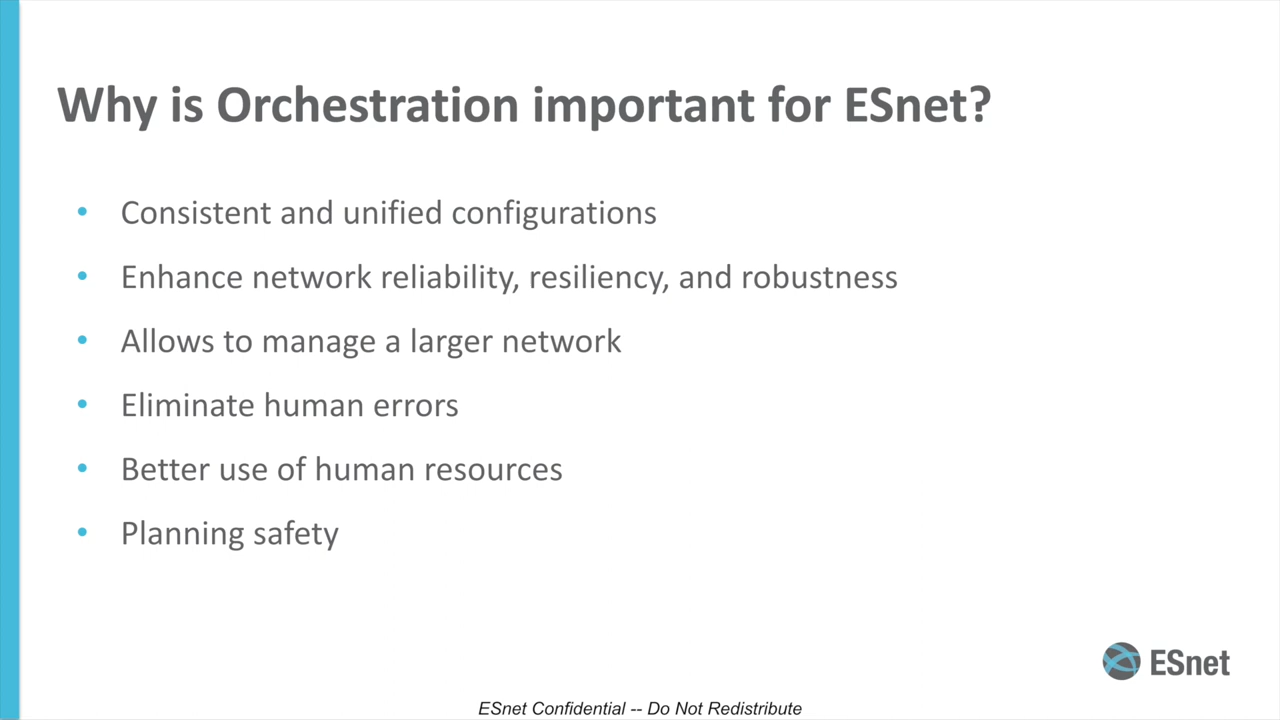 Why is Orchestration important for ESnet?
• Consistent and unified configurations
• Enhance network reliability, resiliency, and robustness
• Allows to manage a larger network
• Eliminate human errors
• Better use of human resources
• Planning safety
ESnet
ESnet Confidential -- Do Not Redistribute